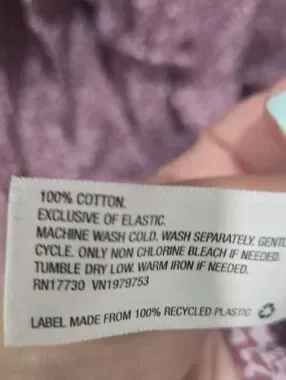 100% COTTON.
EXCLUSIVE OF ELASTIC.
MACHINE WASH COLD. WASH SEPARATELY. GENTL
CYCLE. ONLY NON CHLORINE BLEACH IF NEEDED.
TUMBLE DRY LOW. WARM IRON IF NEEDED.
RN17730 VN1979753
LABEL MADE FROM 100% RECYCLED PLASTIC